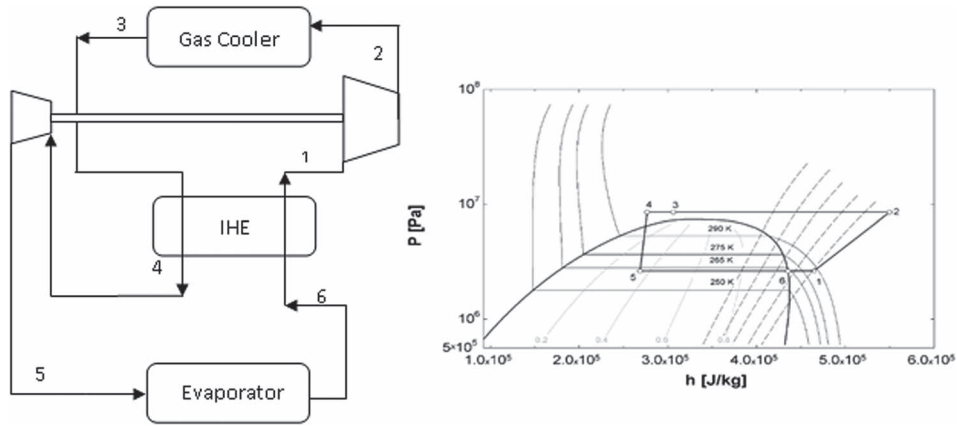 3
Gas Cooler
2
1
IHE
4
6
5
Evaporator
10⁸
10⁷
10⁶
5x10⁵
P [Pa]
4
3
2
290 K
275 K
265 K
250 K
5
6
1
0.2
0.4
0.6
0.8
1.0x10⁵
2.0x10⁵
3.0x10⁵
4.0x10⁵
5.0x10⁵
6.0x10⁵
h [J/kg]